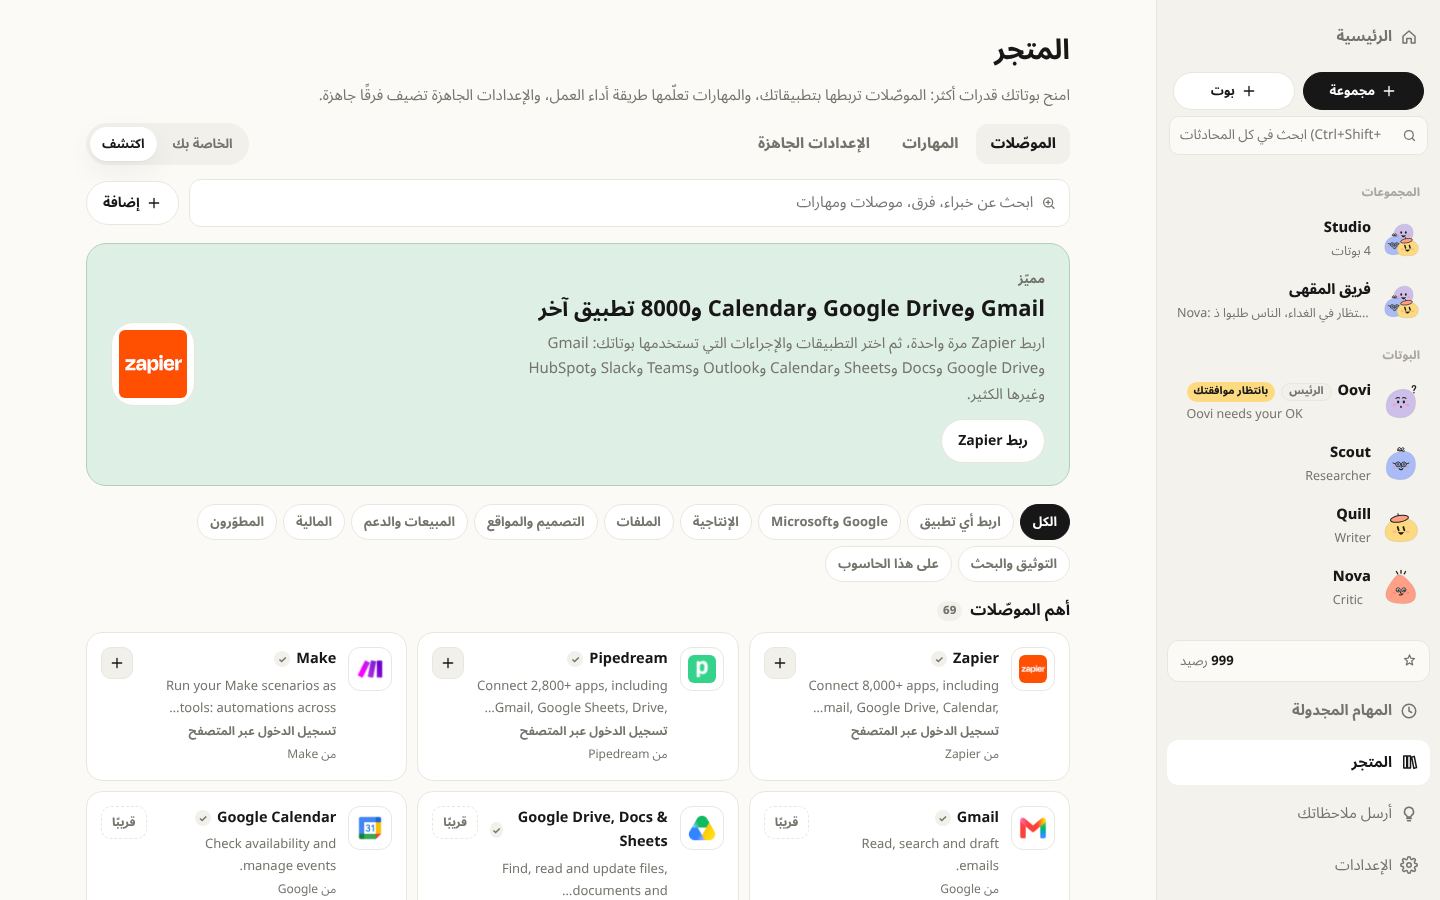 الرئيسية
مجموعة
بوت
ابحث في كل المحادثات (Ctrl+Shift+
المجموعات
Studio
4 بوتات
فريق المقهى
Nova: تظار في الغداء، الناس طلبوا ذ...
البوتات
Oovi الرئيس بانتظار موافقتك
Oovi needs your OK
Scout
Researcher
Quill
Writer
Nova
Critic
999 رصيد
المهام المجدولة
المتجر
أرسل ملاحظاتك
الإعدادات
المتجر
امنح بوتاتك قدرات أكثر: الموصّلات تربطها بتطبيقاتك، والمهارات تعلّمها طريقة أداء العمل، والإعدادات الجاهزة تضيف فرقًا جاهزة.
الموصّلات
المهارات
الإعدادات الجاهزة
الخاصة بك
اكتشف
ابحث عن خبراء، فرق، موصلات ومهارات
إضافة
مميّز
Gmail وGoogle Drive وCalendar و8000 تطبيق آخر
اربط Zapier مرة واحدة، ثم اختر التطبيقات والإجراءات التي تستخدمها بوتاتك: Gmail
وGoogle Drive وDocs وSheets وCalendar وOutlook وTeams وSlack وHubSpot
وغيرها الكثير.
ربط Zapier
zapier
الكل
اربط أي تطبيق
Google وMicrosoft
الإنتاجية
الملفات
التصميم والمواقع
المبيعات والدعم
المالية
المطوّرون
التوثيق والبحث
على هذا الحاسوب
أهم الموصّلات 69
zapier
Zapier
Connect 8,000+ apps, including
...mail, Google Drive, Calendar,
تسجيل الدخول عبر المتصفح
من Zapier
Pipedream
Connect 2,800+ apps, including
...Gmail, Google Sheets, Drive,
تسجيل الدخول عبر المتصفح
من Pipedream
Make
Run your Make scenarios as
...tools: automations across
تسجيل الدخول عبر المتصفح
من Make
Gmail
قريبًا
Read, search and draft
.emails
من Google
Google Drive, Docs &
Sheets
قريبًا
Find, read and update files,
...documents and
31
Google Calendar
قريبًا
Check availability and
.manage events
من Google